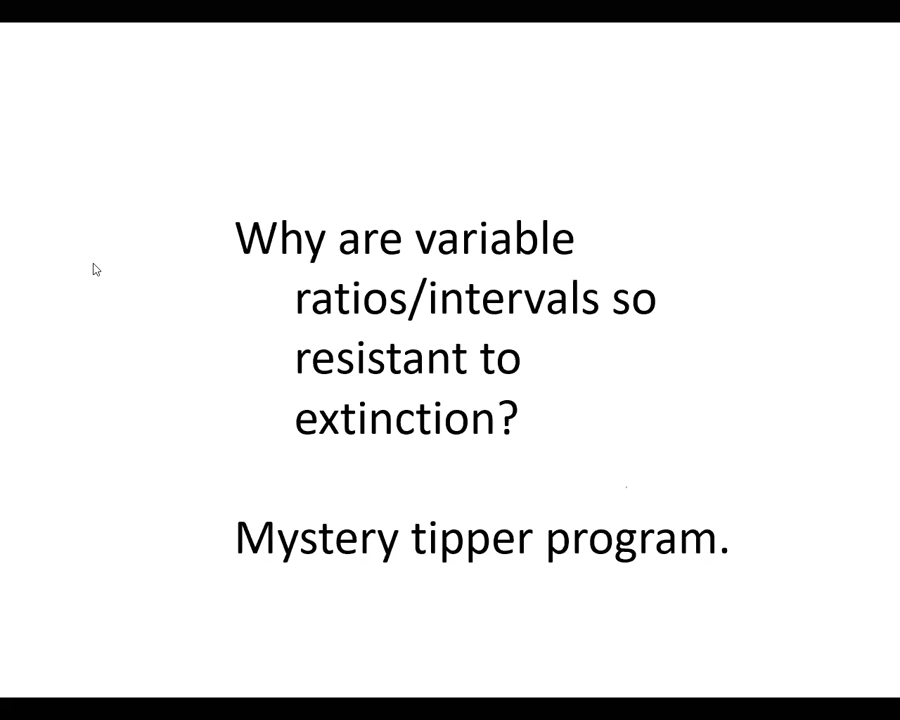 Why are variable
ratios/intervals so
resistant to
extinction?
Mystery tipper program.